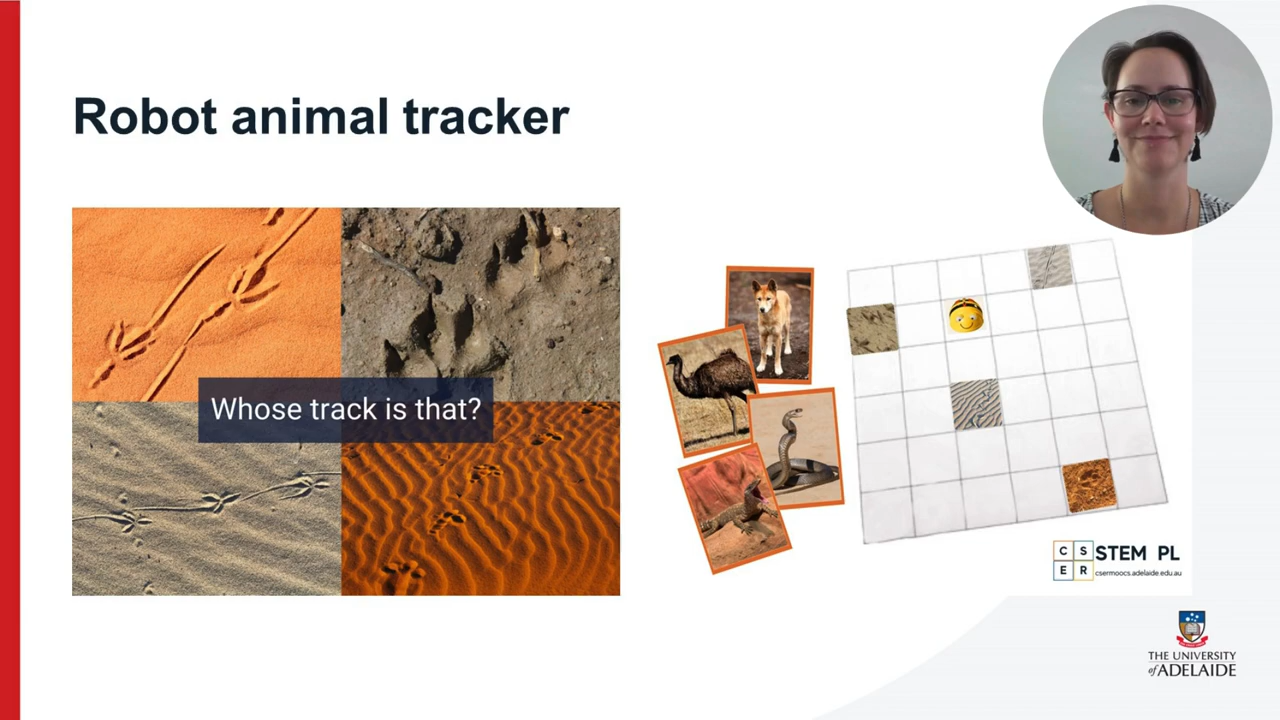 Robot animal tracker
Whose track is that?
C S
E R
STEM PL
csermoocs.adelaide.edu.au
THE UNIVERSITY
of ADELAIDE